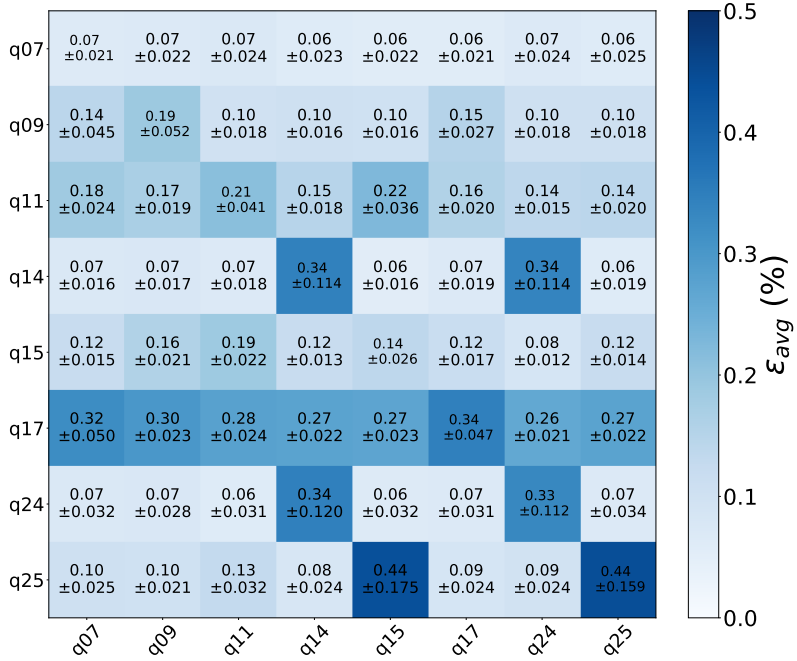 q07 0.07 0.07 0.07 0.06 0.06 0.06 0.07 0.06
±0.021 ±0.022 ±0.024 ±0.023 ±0.022 ±0.021 ±0.024 ±0.025
q09 0.14 0.19 0.10 0.10 0.10 0.15 0.10 0.10
±0.045 ±0.052 ±0.018 ±0.016 ±0.016 ±0.027 ±0.018 ±0.018
q11 0.18 0.17 0.21 0.15 0.22 0.16 0.14 0.14
±0.024 ±0.019 ±0.041 ±0.018 ±0.036 ±0.020 ±0.015 ±0.020
q14 0.07 0.07 0.07 0.34 0.06 0.07 0.34 0.06
±0.016 ±0.017 ±0.018 ±0.114 ±0.016 ±0.019 ±0.114 ±0.019
q15 0.12 0.16 0.19 0.12 0.14 0.12 0.08 0.12
±0.015 ±0.021 ±0.022 ±0.013 ±0.026 ±0.017 ±0.012 ±0.014
q17 0.32 0.30 0.28 0.27 0.27 0.34 0.26 0.27
±0.050 ±0.023 ±0.024 ±0.022 ±0.023 ±0.047 ±0.021 ±0.022
q24 0.07 0.07 0.06 0.34 0.06 0.07 0.33 0.07
±0.032 ±0.028 ±0.031 ±0.120 ±0.032 ±0.031 ±0.112 ±0.034
q25 0.10 0.10 0.13 0.08 0.44 0.09 0.09 0.44
±0.025 ±0.021 ±0.032 ±0.024 ±0.175 ±0.024 ±0.024 ±0.159
q07 q09 q11 q14 q15 q17 q24 q25
0.5
0.4
0.3
0.2
0.1
0.0
ε_avg (%)